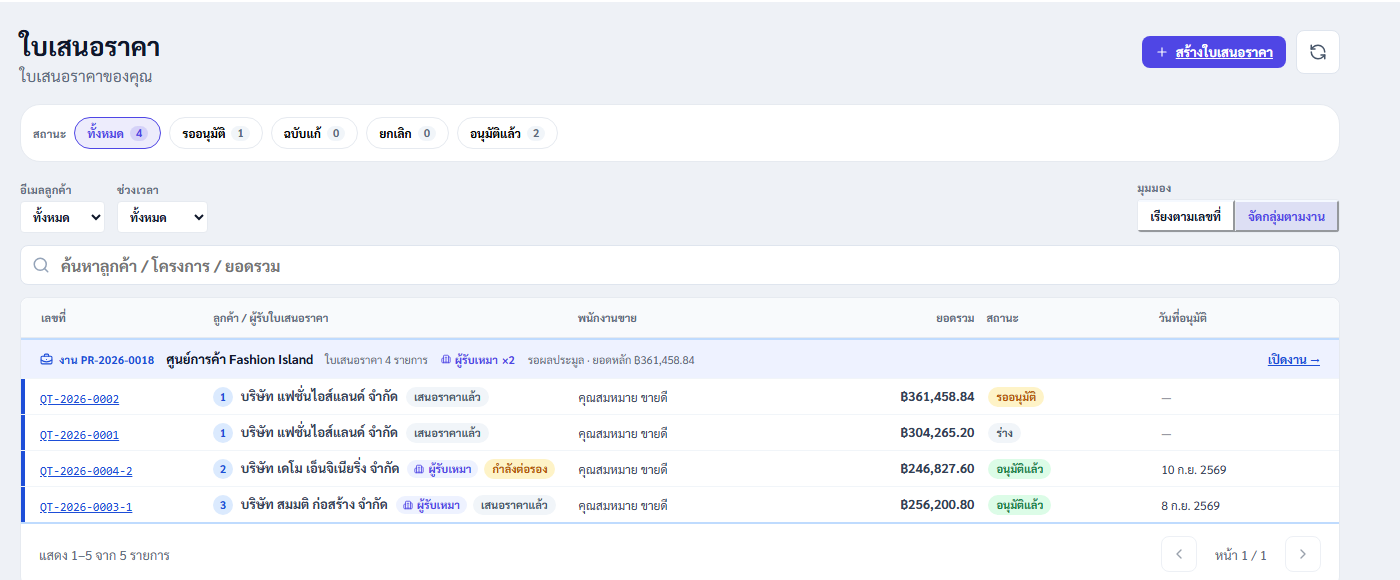 ใบเสนอราคา
ใบเสนอราคาของคุณ
+ สร้างใบเสนอราคา
สถานะ ทั้งหมด 4 รออนุมัติ 1 ฉบับแก้ 0 ยกเลิก 0 อนุมัติแล้ว 2
อีเมลลูกค้า ช่วงเวลา มุมมอง
ทั้งหมด ทั้งหมด เรียงตามเลขที่ จัดกลุ่มตามงาน
ค้นหาลูกค้า / โครงการ / ยอดรวม
เลขที่ ลูกค้า / ผู้รับใบเสนอราคา พนักงานขาย ยอดรวม สถานะ วันที่อนุมัติ
งาน PR-2026-0018 ศูนย์การค้า Fashion Island ใบเสนอราคา 4 รายการ ผู้รับเหมา ×2 รอผลประมูล · ยอดหลัก ฿361,458.84 เปิดงาน →
QT-2026-0002 1 บริษัท แฟชั่นไอส์แลนด์ จำกัด เสนอราคาแล้ว คุณสมหมาย ขายดี ฿361,458.84 รออนุมัติ —
QT-2026-0001 1 บริษัท แฟชั่นไอส์แลนด์ จำกัด เสนอราคาแล้ว คุณสมหมาย ขายดี ฿304,265.20 ร่าง —
QT-2026-0004-2 2 บริษัท เดโม เอ็นจิเนียริ่ง จำกัด ผู้รับเหมา กำลังต่อรอง คุณสมหมาย ขายดี ฿246,827.60 อนุมัติแล้ว 10 ก.ย. 2569
QT-2026-0003-1 3 บริษัท สมมติ ก่อสร้าง จำกัด ผู้รับเหมา เสนอราคาแล้ว คุณสมหมาย ขายดี ฿256,200.80 อนุมัติแล้ว 8 ก.ย. 2569
แสดง 1–5 จาก 5 รายการ หน้า 1 / 1